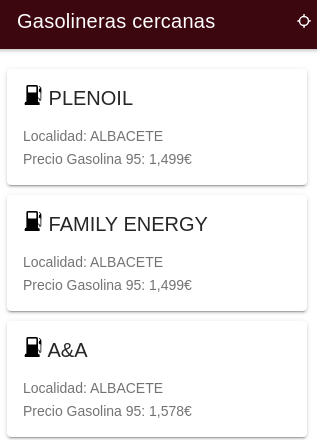 Gasolineras cercanas
PLENOIL
Localidad: ALBACETE
Precio Gasolina 95: 1,499€
FAMILY ENERGY
Localidad: ALBACETE
Precio Gasolina 95: 1,499€
A&A
Localidad: ALBACETE
Precio Gasolina 95: 1,578€